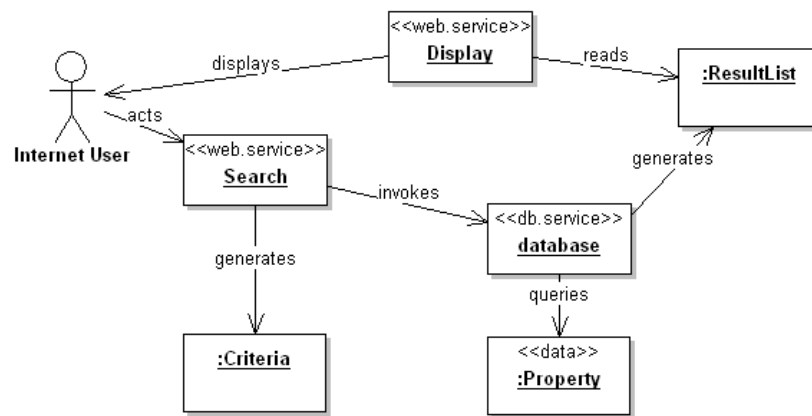 <<web.service>>
Display
displays
reads
:ResultList
acts
Internet User
<<web.service>>
Search
generates
invokes
<<db.service>>
database
generates
queries
:Criteria
<<data>>
:Property